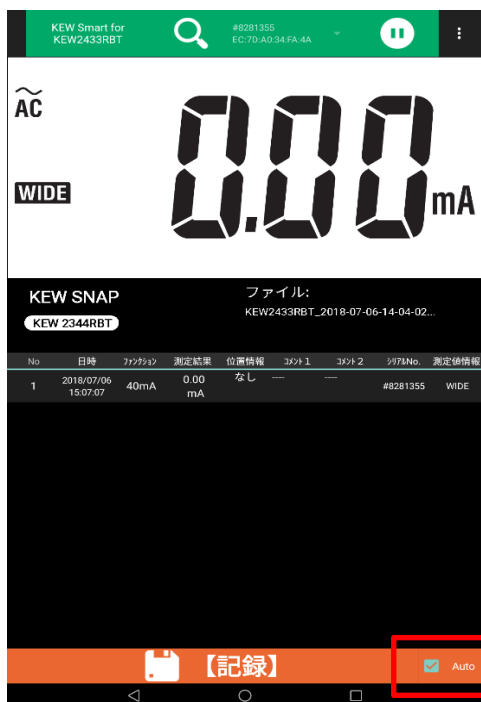 KEW Smart for
KEW2433RBT
#8281355
EC:7D:A0:34:FA:4A
AC
WIDE
0.00 mA
KEW SNAP
KEW 2344RBT
ファイル:
KEW2433RBT_2018-07-06-14-04-02...
No 日時 ﾌｧﾝｸｼｮﾝ 測定結果 位置情報 ｺﾒﾝﾄ1 ｺﾒﾝﾄ2 ｼﾘｱﾙNo. 測定値情報
1 2018/07/06 15:07:07 40mA 0.00 mA なし ---- ---- #8281355 WIDE
【記録】
Auto